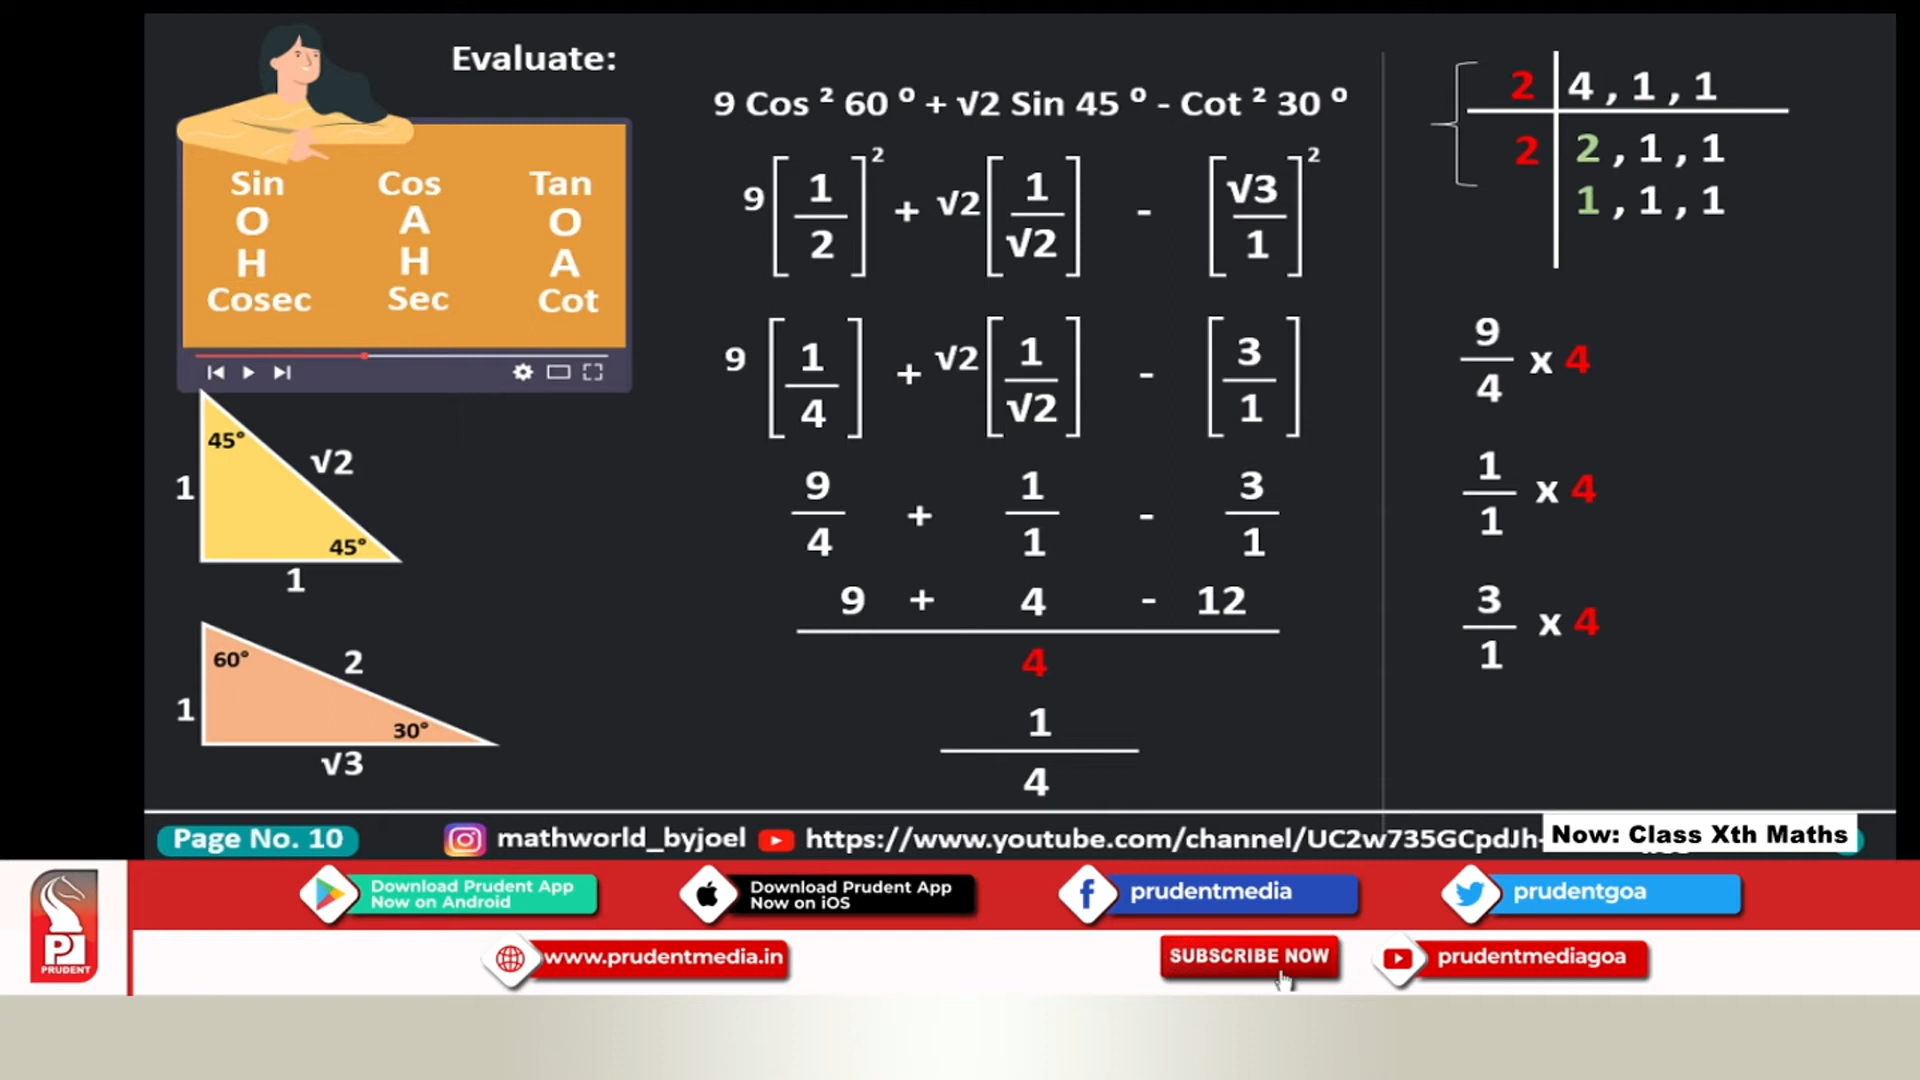 Evaluate:
9 Cos ² 60 ⁰ + √2 Sin 45 ⁰ - Cot ² 30 ⁰
Sin Cos Tan
O A O
H H A
Cosec Sec Cot
9 [ 1/2 ]² + √2 [ 1/√2 ] - [ √3/1 ]²
9 [ 1/4 ] + √2 [ 1/√2 ] - [ 3/1 ]
9/4 + 1/1 - 3/1
9 + 4 - 12
4
1
4
45°
√2
1
45°
1
60°
2
1
30°
√3
2 4 , 1 , 1
2 2 , 1 , 1
1 , 1 , 1
9/4 x 4
1/1 x 4
3/1 x 4
Page No. 10
mathworld_byjoel
https://www.youtube.com/channel/UC2w735GCpdJh-
Now: Class Xth Maths
PRUDENT
Download Prudent App
Now on Android
Download Prudent App
Now on iOS
prudentmedia
prudentgoa
www.prudentmedia.in
SUBSCRIBE NOW
prudentmediagoa